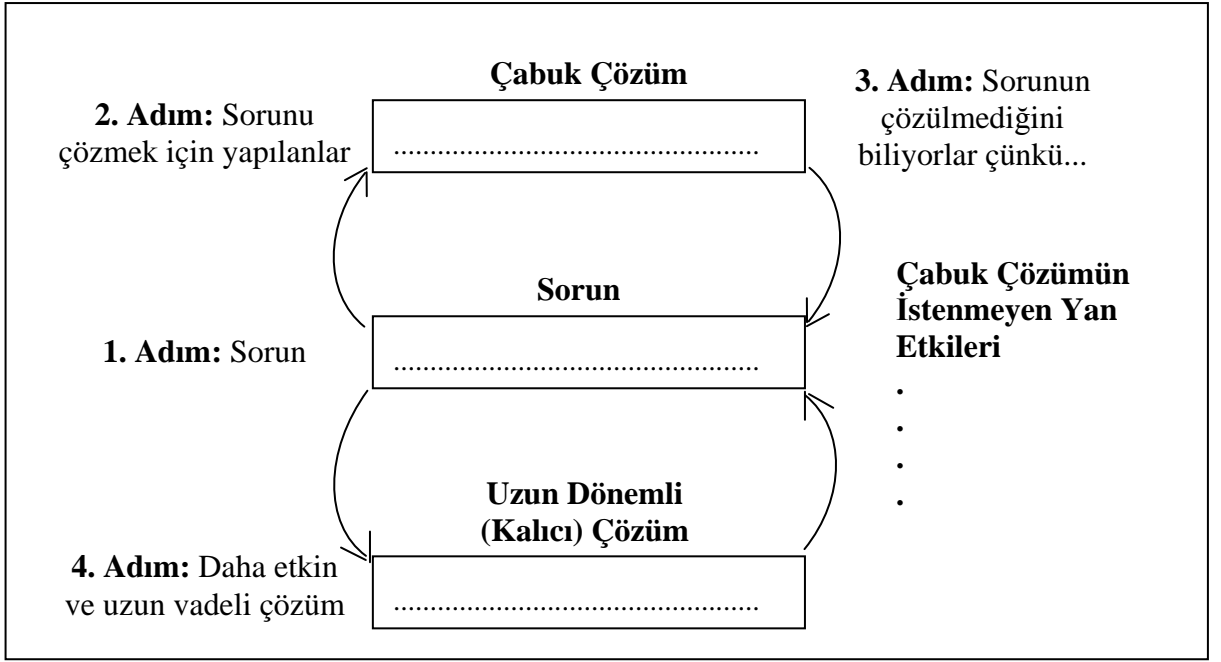 Çabuk Çözüm
2. Adım: Sorunu
çözmek için yapılanlar
..................................................
3. Adım: Sorunun
çözülmediğini
biliyorlar çünkü...
Sorun
1. Adım: Sorun
..................................................
Çabuk Çözümün
İstenmeyen Yan
Etkileri
.
.
.
.
Uzun Dönemli
(Kalıcı) Çözüm
4. Adım: Daha etkin
ve uzun vadeli çözüm
..................................................